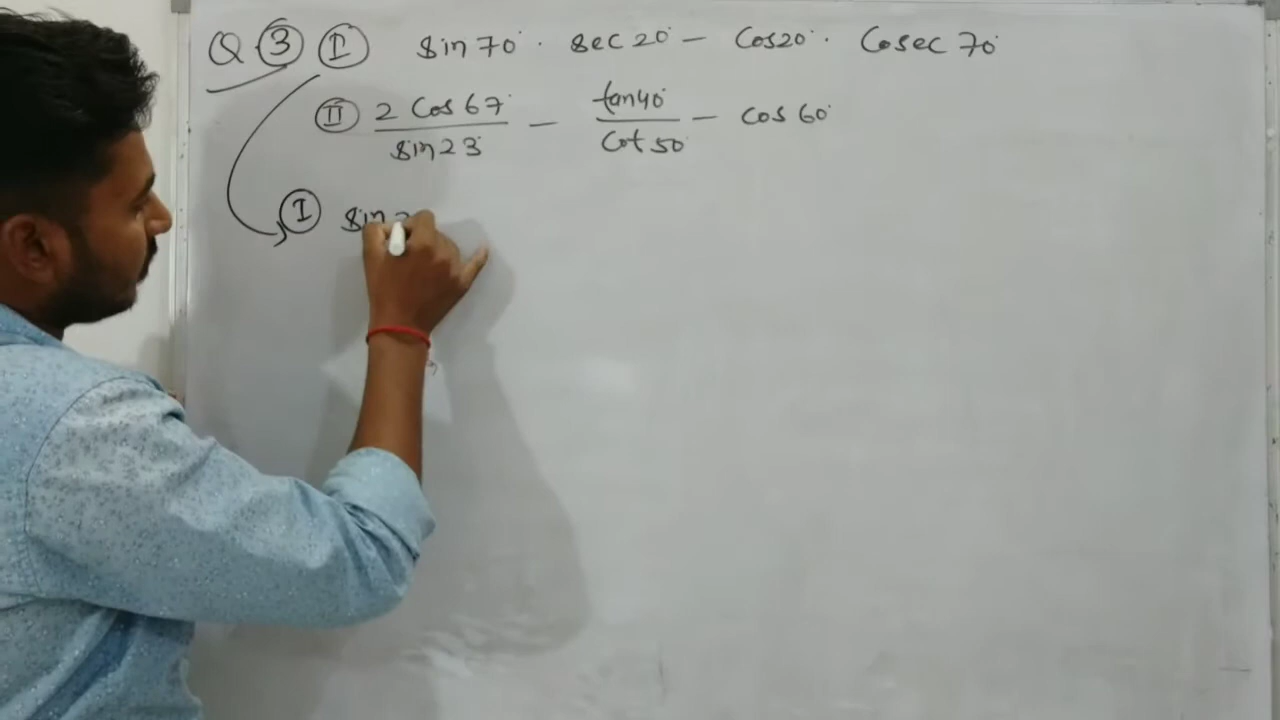 Q ③ Ⓘ sin 70° · sec 20° – cos 20° · cosec 70°
Ⓘⓘ 2 cos 67° / sin 23° – tan 40° / cot 50° – cos 60°
Ⓘ sin